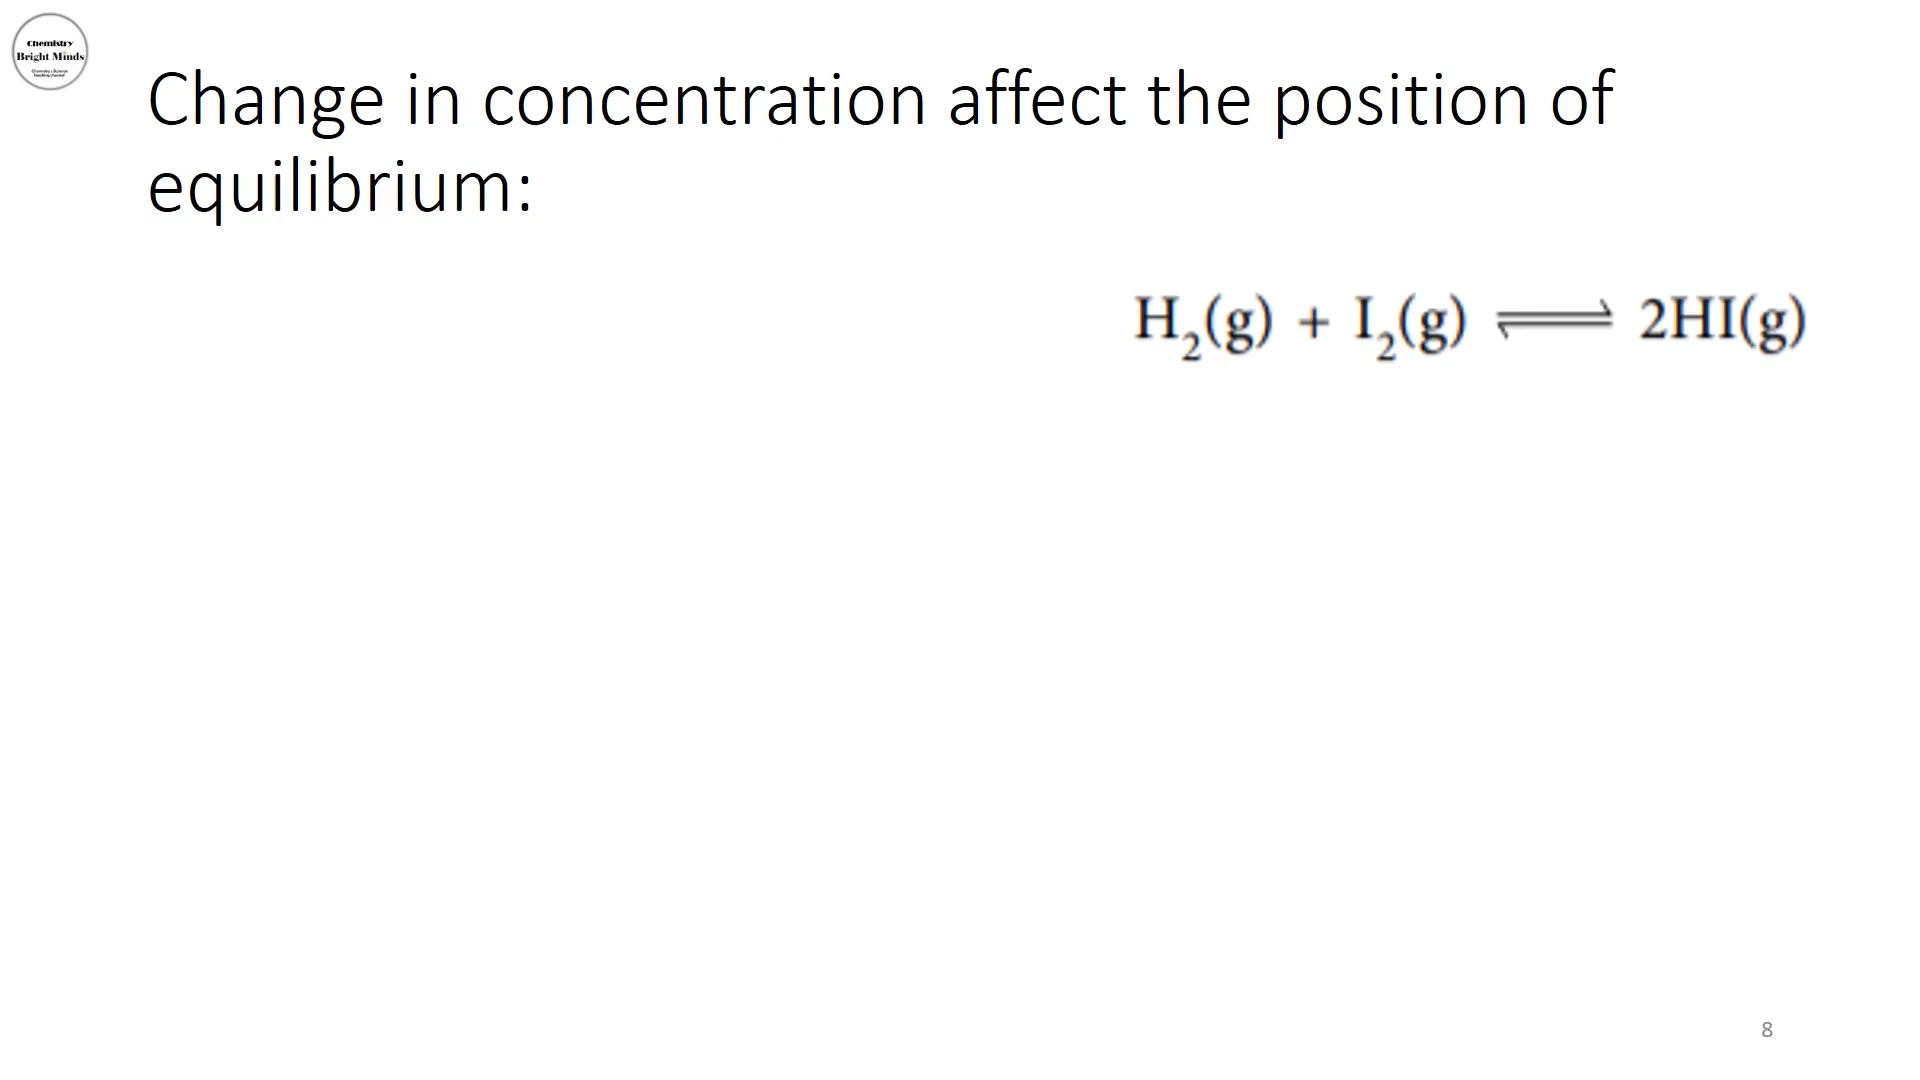 Chemistry
Bright Minds
Change in concentration affect the position of
equilibrium:
H₂(g) + I₂(g) ⇌ 2HI(g)
8